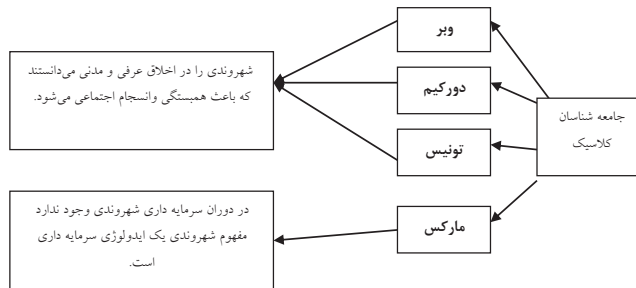 جامعه شناسان
کلاسیک
وبر
دورکیم
تونیس
مارکس
شهروندی را در اخلاق عرفی و مدنی می‌دانستند
که باعث همبستگی وانسجام اجتماعی می‌شود.
در دوران سرمایه داری شهروندی وجود ندارد
مفهوم شهروندی یک ایدولوژی سرمایه داری
است.